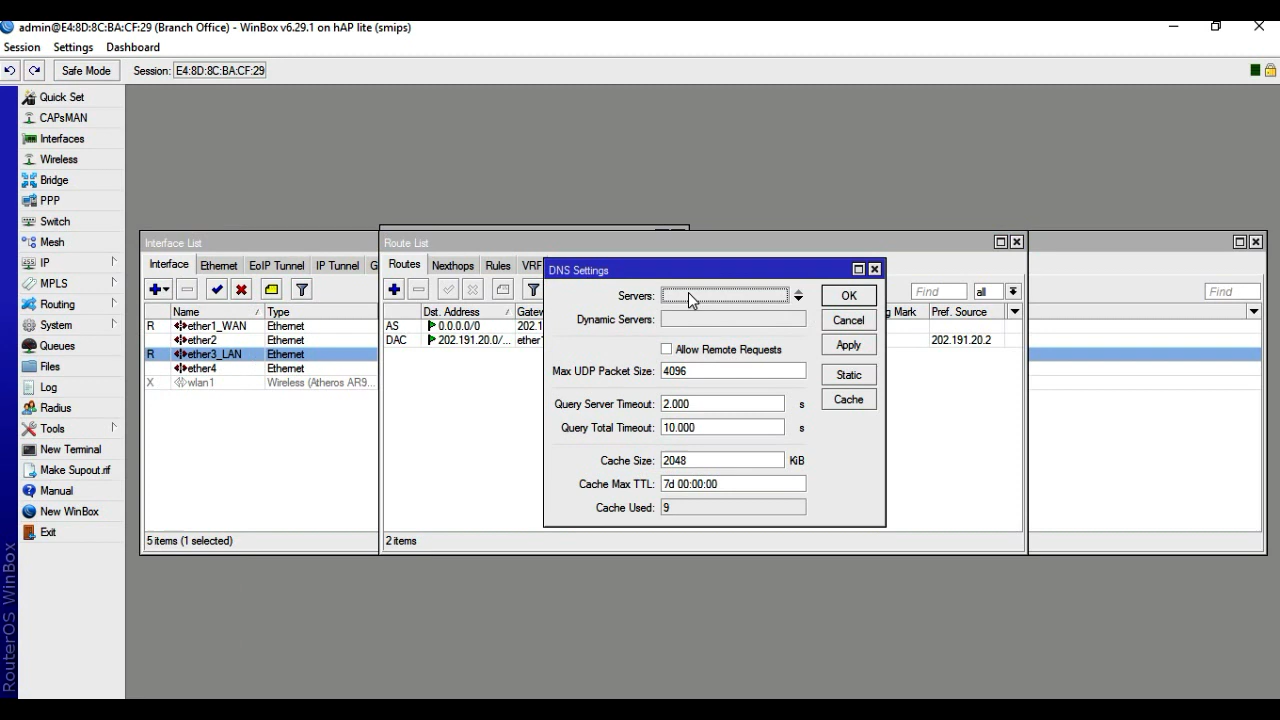 admin@E4:8D:8C:BA:CF:29 (Branch Office) - WinBox v6.29.1 on hAP lite (smips)
Session Settings Dashboard
Safe Mode Session: E4:8D:8C:BA:CF:29
Quick Set
CAPsMAN
Interfaces
Wireless
Bridge
PPP
Switch
Mesh
IP
MPLS
Routing
System
Queues
Files
Log
Radius
Tools
New Terminal
Make Supout.rif
Manual
New WinBox
Exit
RouterOS WinBox
Interface List
Interface Ethernet EoIP Tunnel IP Tunnel G
Name Type
R ether1_WAN Ethernet
ether2 Ethernet
R ether3_LAN Ethernet
ether4 Ethernet
X wlan1 Wireless (Atheros AR9...
5 items (1 selected)
Route List
Routes Nexthops Rules VRF
Find all
Dst. Address Gatew
g Mark Pref. Source
AS 0.0.0.0/0 202.1
DAC 202.191.20.0/... ether
202.191.20.2
2 items
Find
DNS Settings
Servers:
Dynamic Servers:
Allow Remote Requests
Max UDP Packet Size: 4096
Query Server Timeout: 2.000 s
Query Total Timeout: 10.000 s
Cache Size: 2048 KiB
Cache Max TTL: 7d 00:00:00
Cache Used: 9
OK
Cancel
Apply
Static
Cache